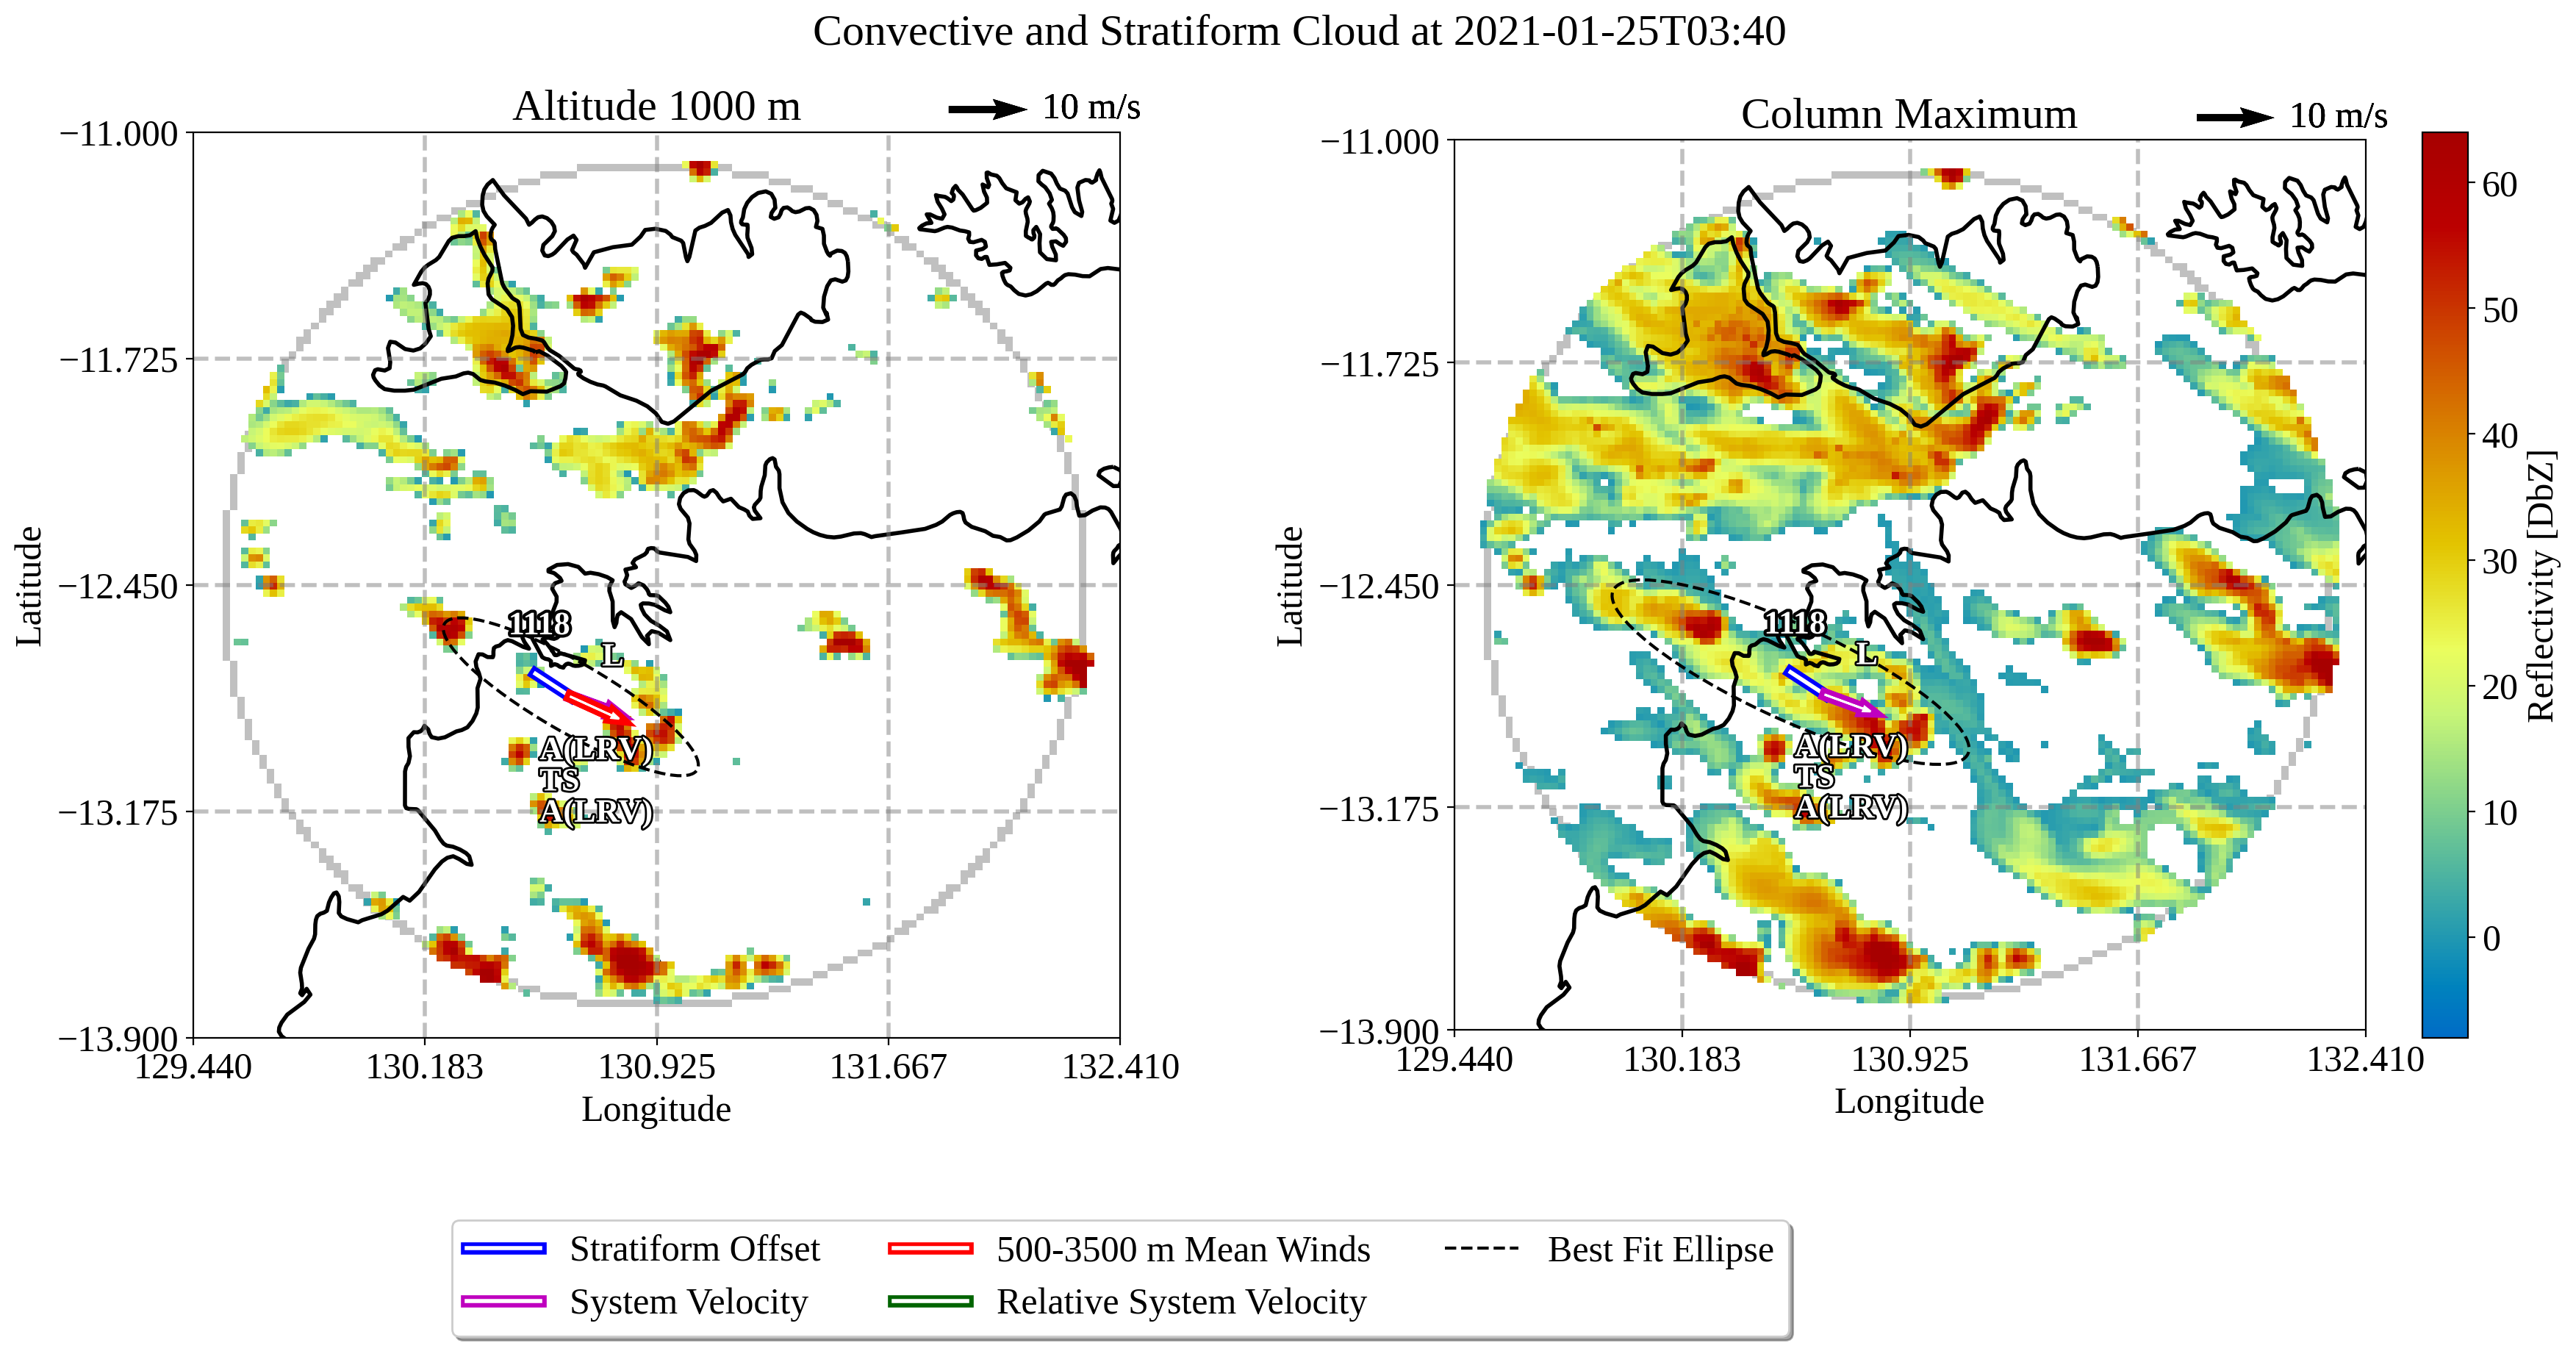 Convective and Stratiform Cloud at 2021-01-25T03:40
Altitude 1000 m
10 m/s
Column Maximum
10 m/s
−11.000
−11.725
−12.450
−13.175
−13.900
Latitude
129.440
130.183
130.925
131.667
132.410
Longitude
1118
L
A(LRV)
TS
A(LRV)
−11.000
−11.725
−12.450
−13.175
−13.900
Latitude
129.440
130.183
130.925
131.667
132.410
Longitude
1118
L
A(LRV)
TS
A(LRV)
60
50
40
30
20
10
0
Reflectivity [DbZ]
Stratiform Offset
500-3500 m Mean Winds
Best Fit Ellipse
System Velocity
Relative System Velocity